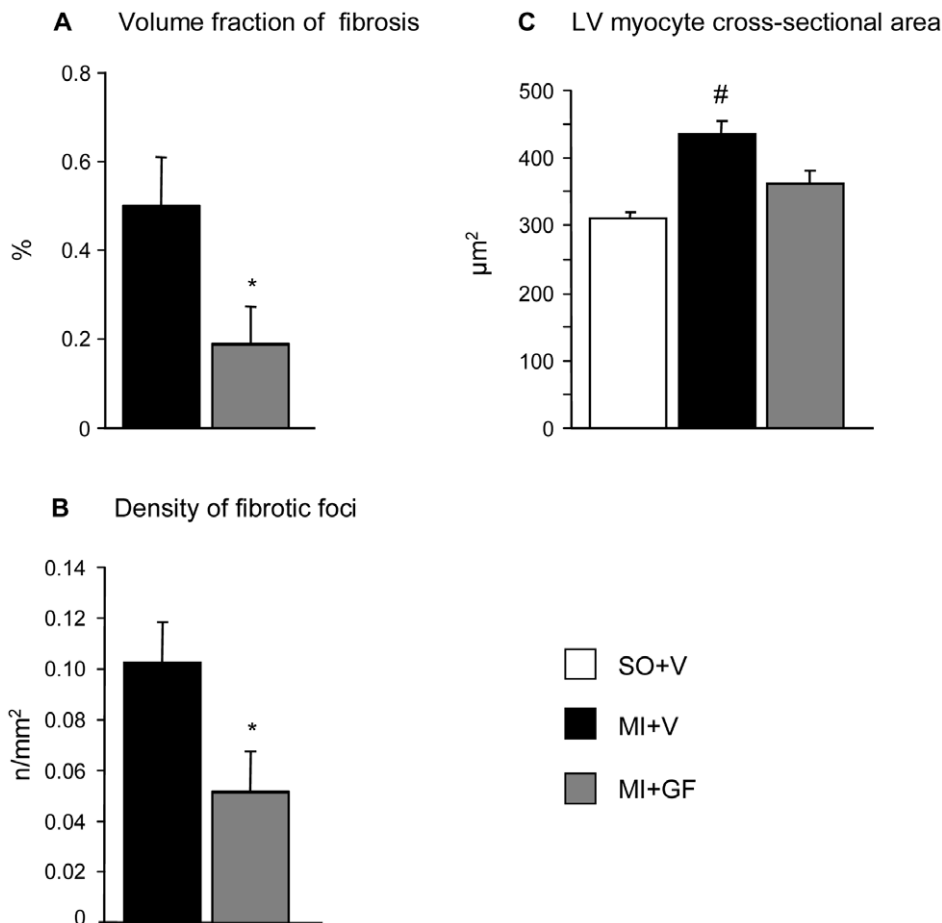 A Volume fraction of fibrosis
0.8
0.6
0.4
0.2
0
%
*
C LV myocyte cross-sectional area
500
400
300
200
100
0
µm²
#
B Density of fibrotic foci
0.14
0.12
0.10
0.08
0.06
0.04
0.02
0
n/mm²
*
SO+V
MI+V
MI+GF